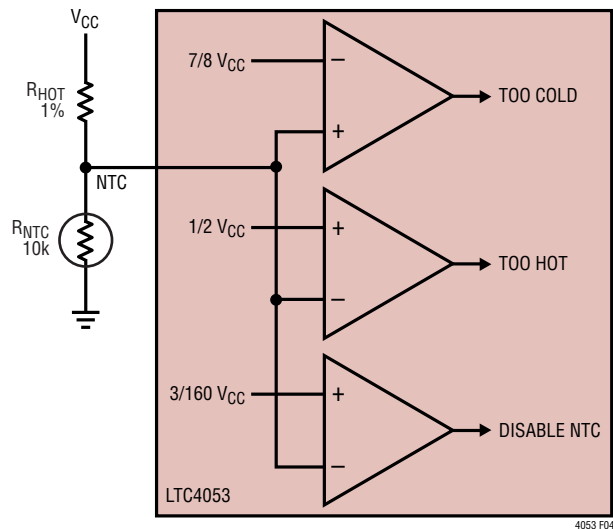 VCC
RHOT
1%
NTC
RNTC
10k
7/8 VCC
−
+
TOO COLD
1/2 VCC
+
−
TOO HOT
3/160 VCC
+
−
DISABLE NTC
LTC4053
4053 F04